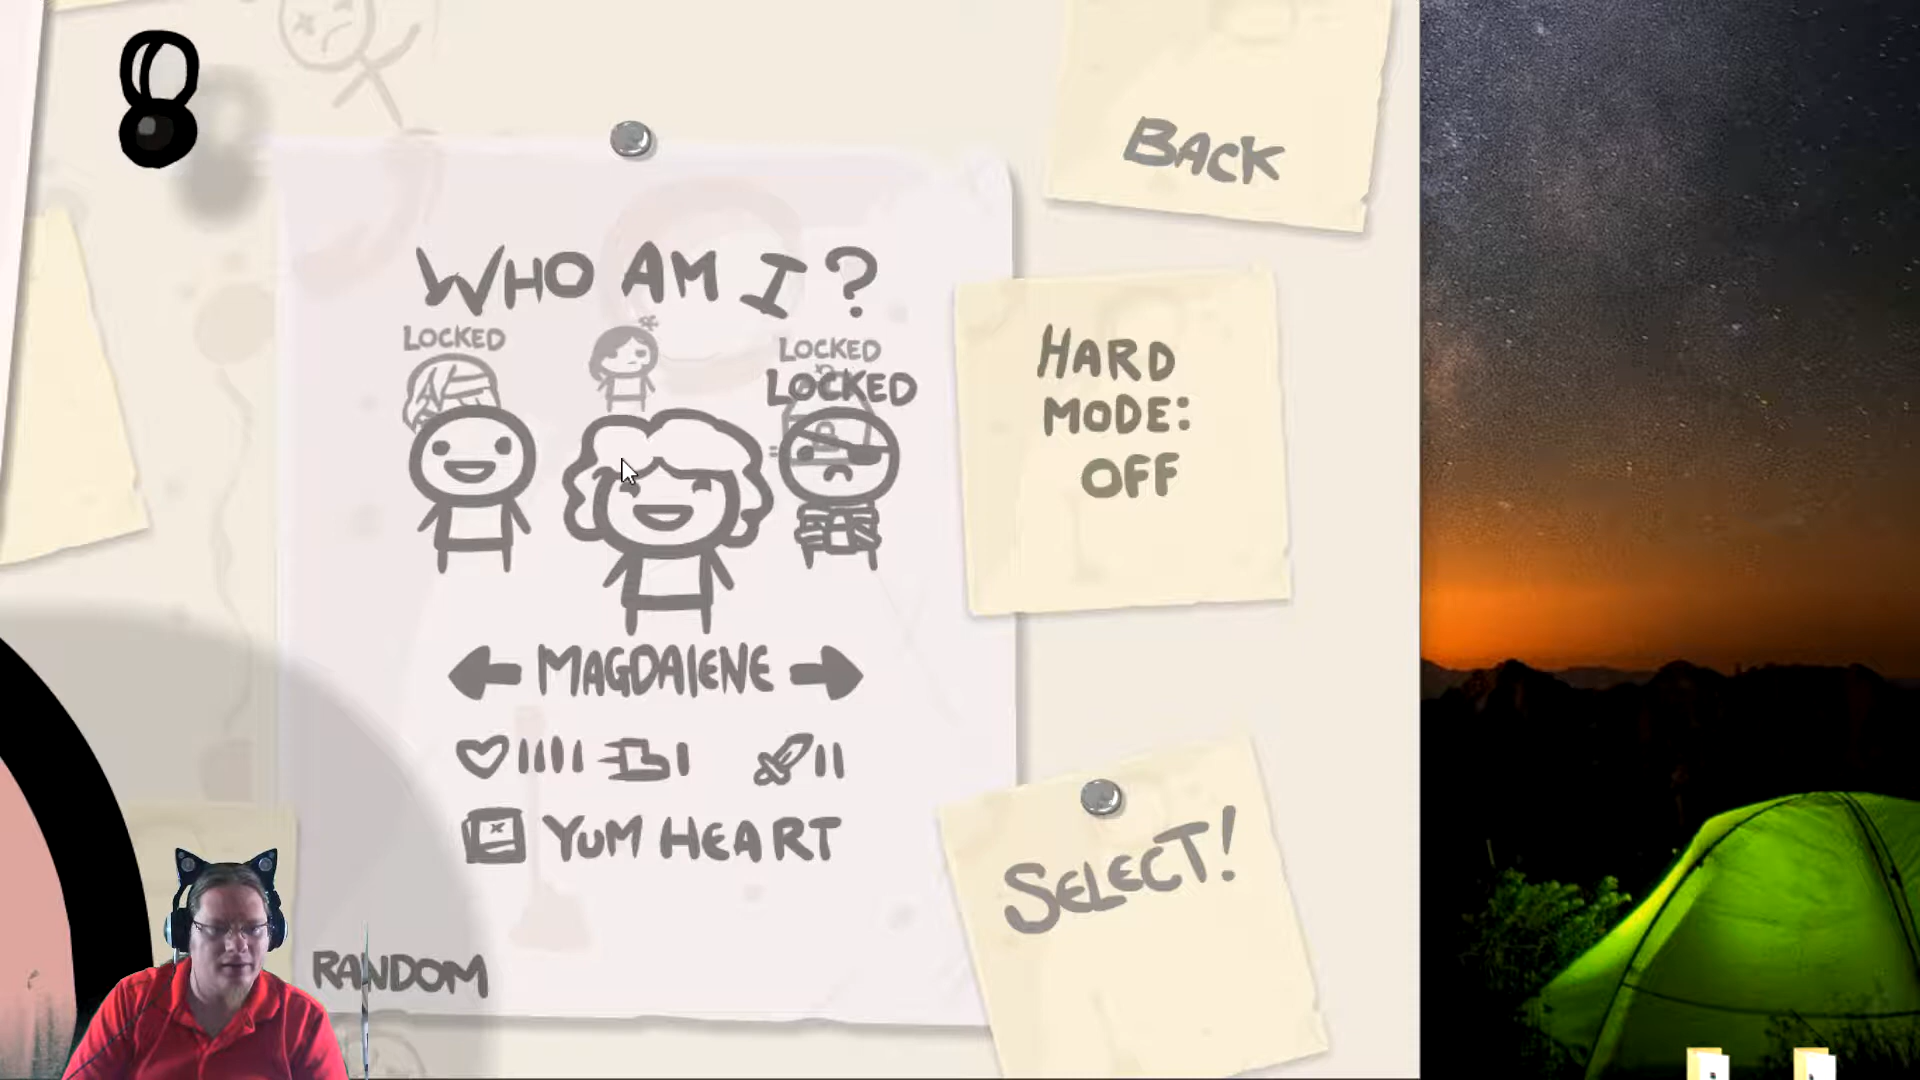 BACK
WHO AM I?
LOCKED
LOCKED
LOCKED
HARD
MODE:
OFF
MAGDALENE
YUM HEART
SELECT!
RANDOM